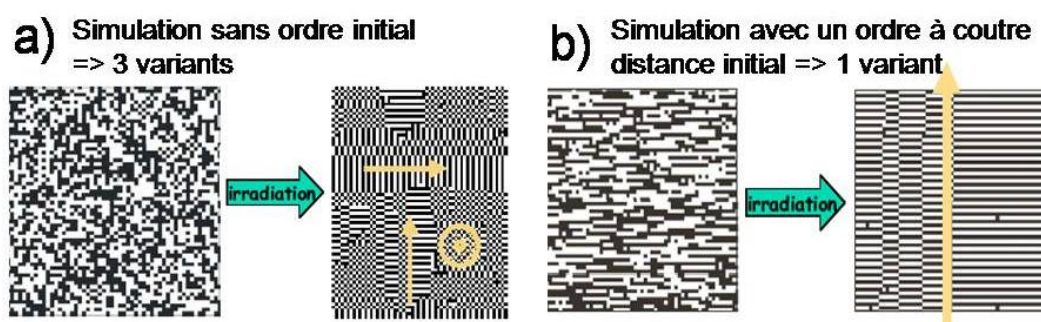 a) Simulation sans ordre initial
=> 3 variants
irradiation
b) Simulation avec un ordre à coutre
distance initial => 1 variant
irradiation